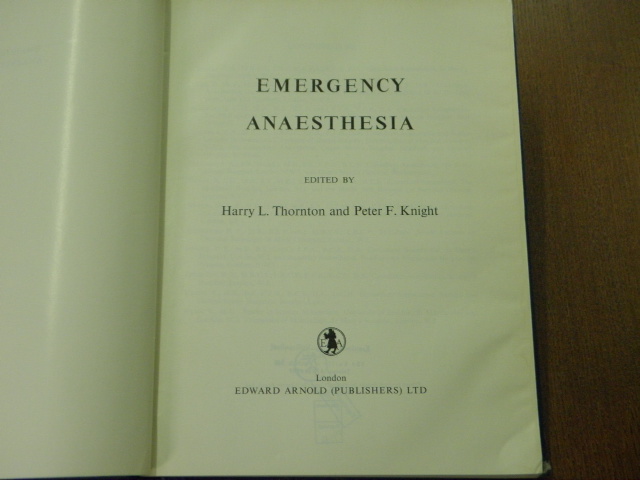 EMERGENCY
ANAESTHESIA
EDITED BY
Harry L. Thornton and Peter F. Knight
E A
London
EDWARD ARNOLD (PUBLISHERS) LTD